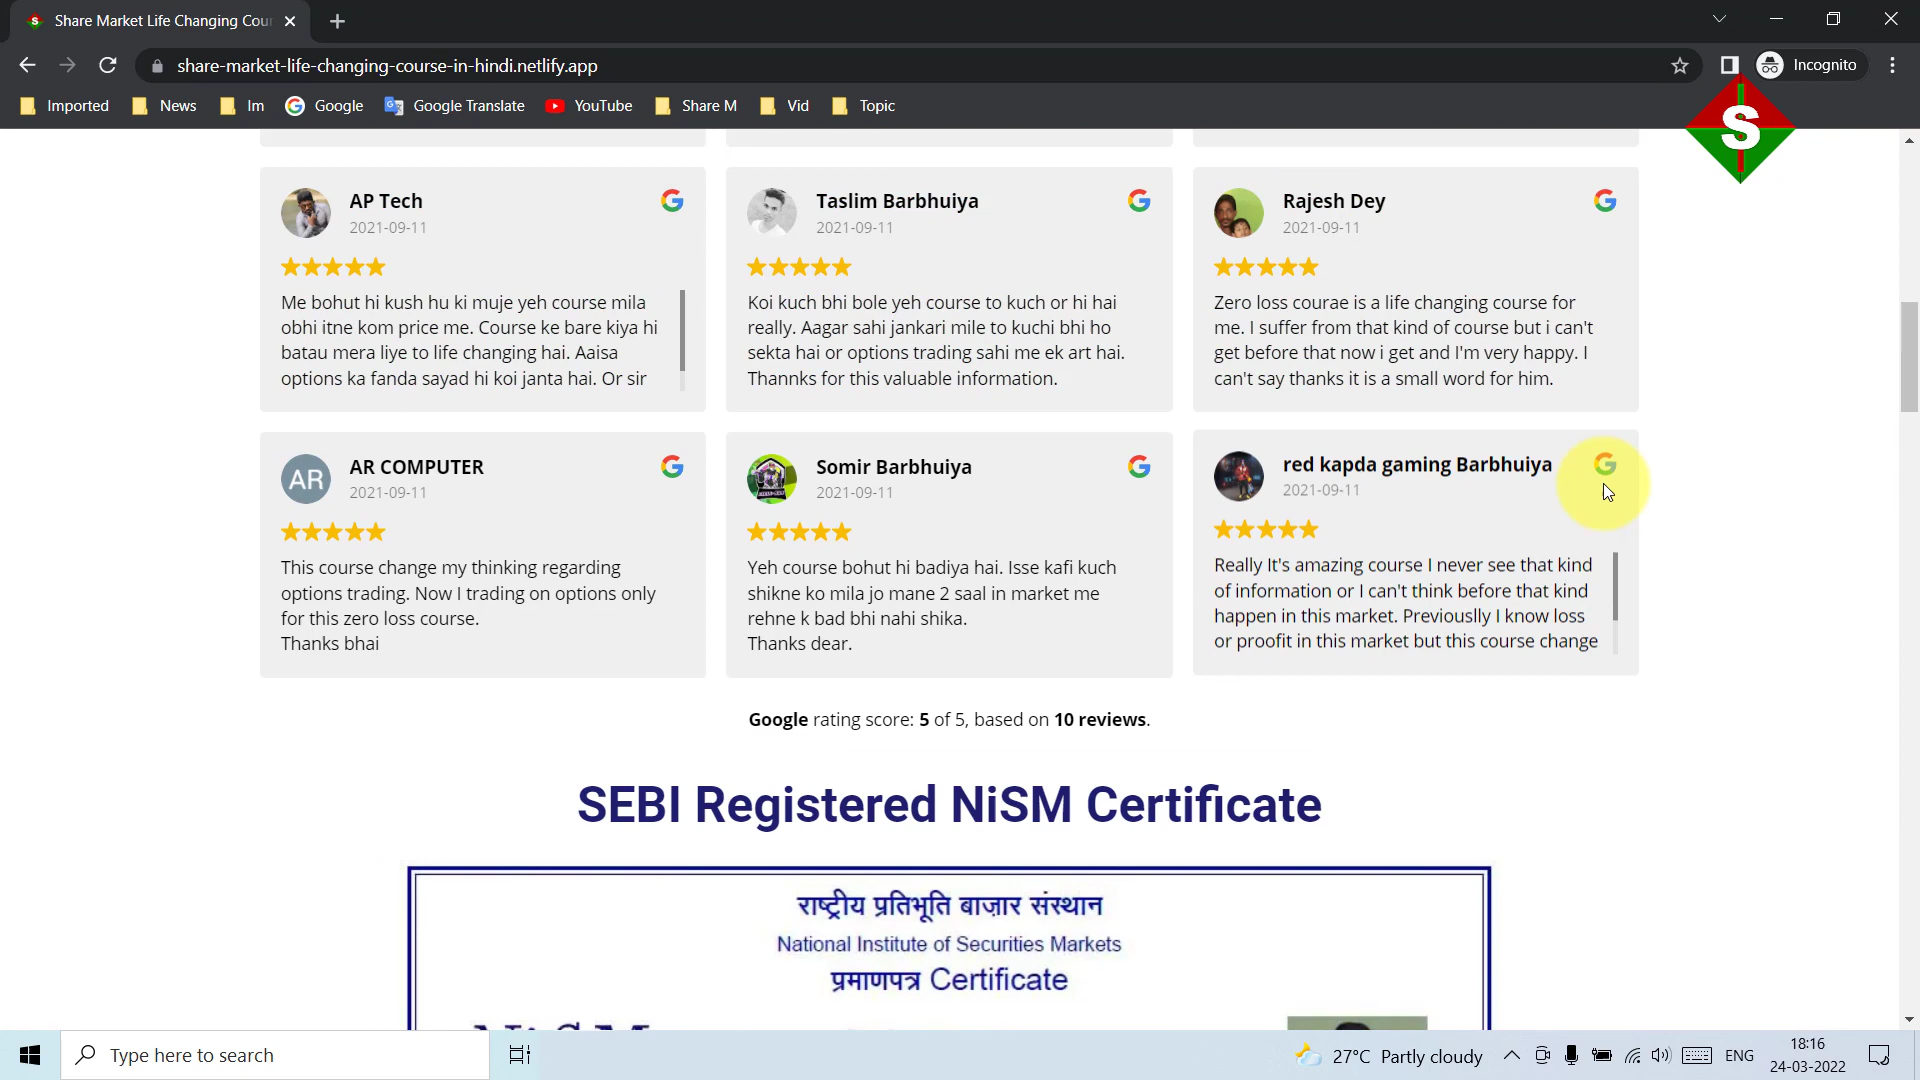 Share Market Life Changing Cou
share-market-life-changing-course-in-hindi.netlify.app
Incognito
Imported
News
Im
Google
Google Translate
YouTube
Share M
Vid
Topic
S
AP Tech
2021-09-11
Me bohut hi kush hu ki muje yeh course mila
obhi itne kom price me. Course ke bare kiya hi
batau mera liye to life changing hai. Aaisa
options ka fanda sayad hi koi janta hai. Or sir
Taslim Barbhuiya
2021-09-11
Koi kuch bhi bole yeh course to kuch or hi hai
really. Aagar sahi jankari mile to kuchi bhi ho
sekta hai or options trading sahi me ek art hai.
Thannks for this valuable information.
Rajesh Dey
2021-09-11
Zero loss courae is a life changing course for
me. I suffer from that kind of course but i can't
get before that now i get and I'm very happy. I
can't say thanks it is a small word for him.
AR
AR COMPUTER
2021-09-11
This course change my thinking regarding
options trading. Now I trading on options only
for this zero loss course.
Thanks bhai
Somir Barbhuiya
2021-09-11
Yeh course bohut hi badiya hai. Isse kafi kuch
shikne ko mila jo mane 2 saal in market me
rehne k bad bhi nahi shika.
Thanks dear.
red kapda gaming Barbhuiya
2021-09-11
Really It's amazing course I never see that kind
of information or I can't think before that kind
happen in this market. Previouslly I know loss
or proofit in this market but this course change
Google rating score: 5 of 5, based on 10 reviews.
SEBI Registered NiSM Certificate
राष्ट्रीय प्रतिभूति बाज़ार संस्थान
National Institute of Securities Markets
प्रमाणपत्र Certificate
Type here to search
27°C Partly cloudy
ENG
18:16
24-03-2022